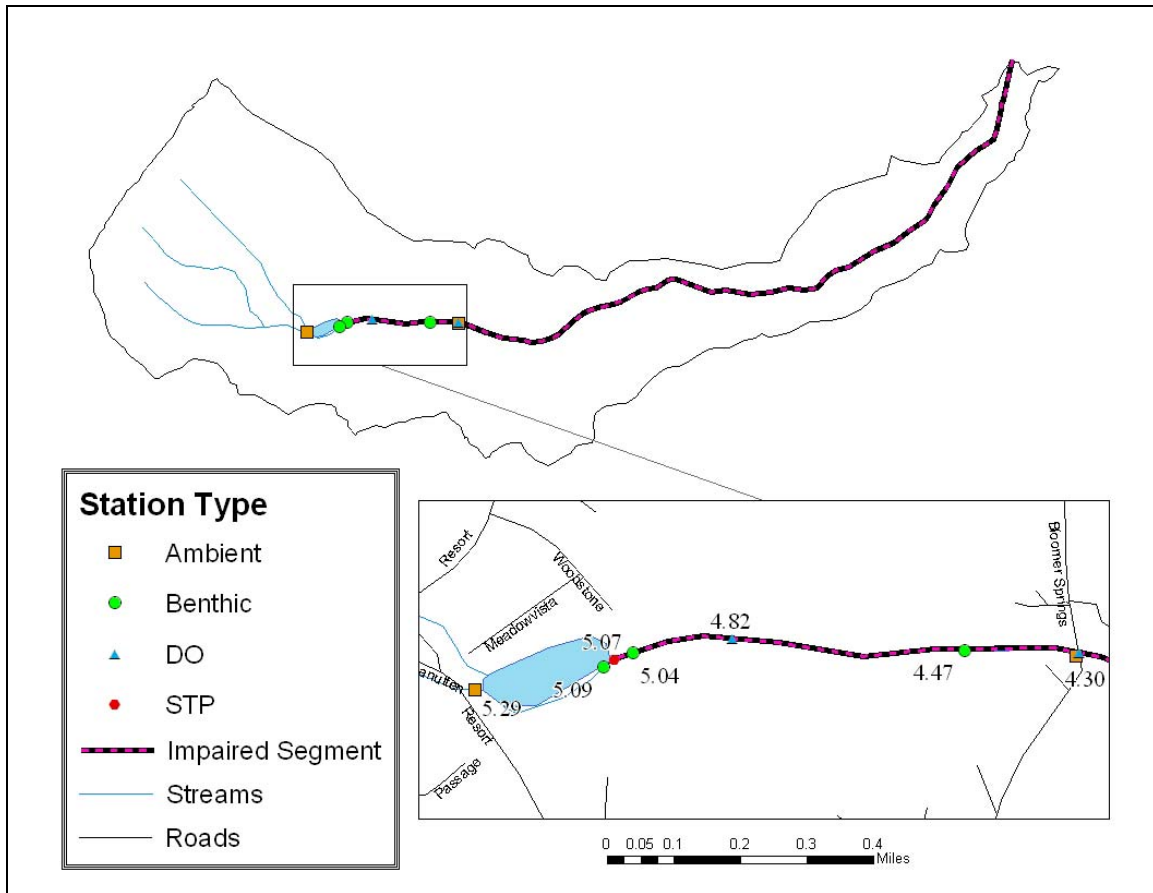 Station Type
Ambient
Benthic
DO
STP
Impaired Segment
Streams
Roads
Resort
Woodstone
MeadowVista
Bloomer Springs
5.07
4.82
5.04
4.47
4.30
5.09
5.29
Resort
Passage
0 0.05 0.1 0.2 0.3 0.4
Miles